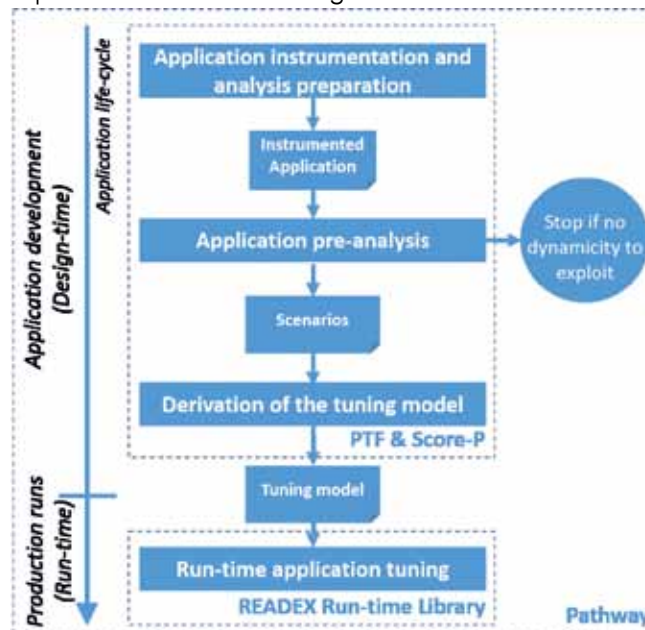 Application life-cycle
Application development
(Design-time)
Production runs
(Run-time)
Application instrumentation and
analysis preparation
Instrumented
Application
Application pre-analysis
Stop if no
dynamicity to
exploit
Scenarios
Derivation of the tuning model
PTF & Score-P
Tuning model
Run-time application tuning
READEX Run-time Library
Pathway